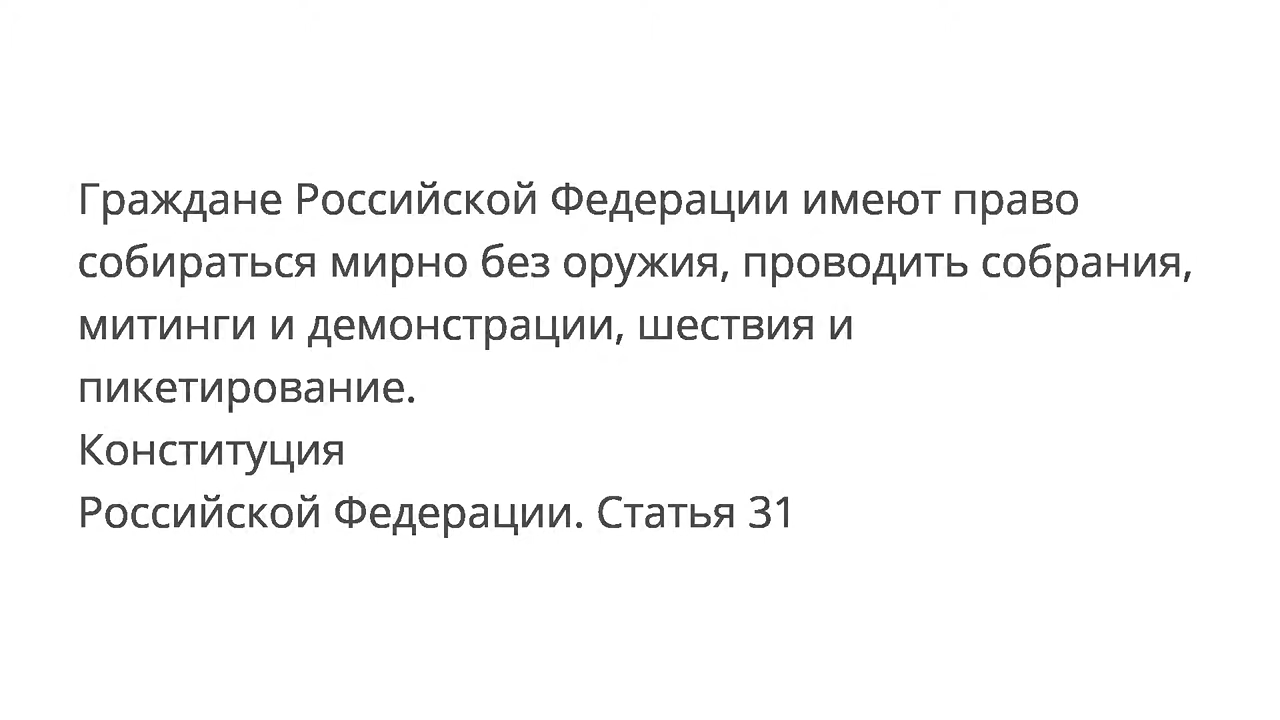 Граждане Российской Федерации имеют право
собираться мирно без оружия, проводить собрания,
митинги и демонстрации, шествия и
пикетирование.
Конституция
Российской Федерации. Статья 31